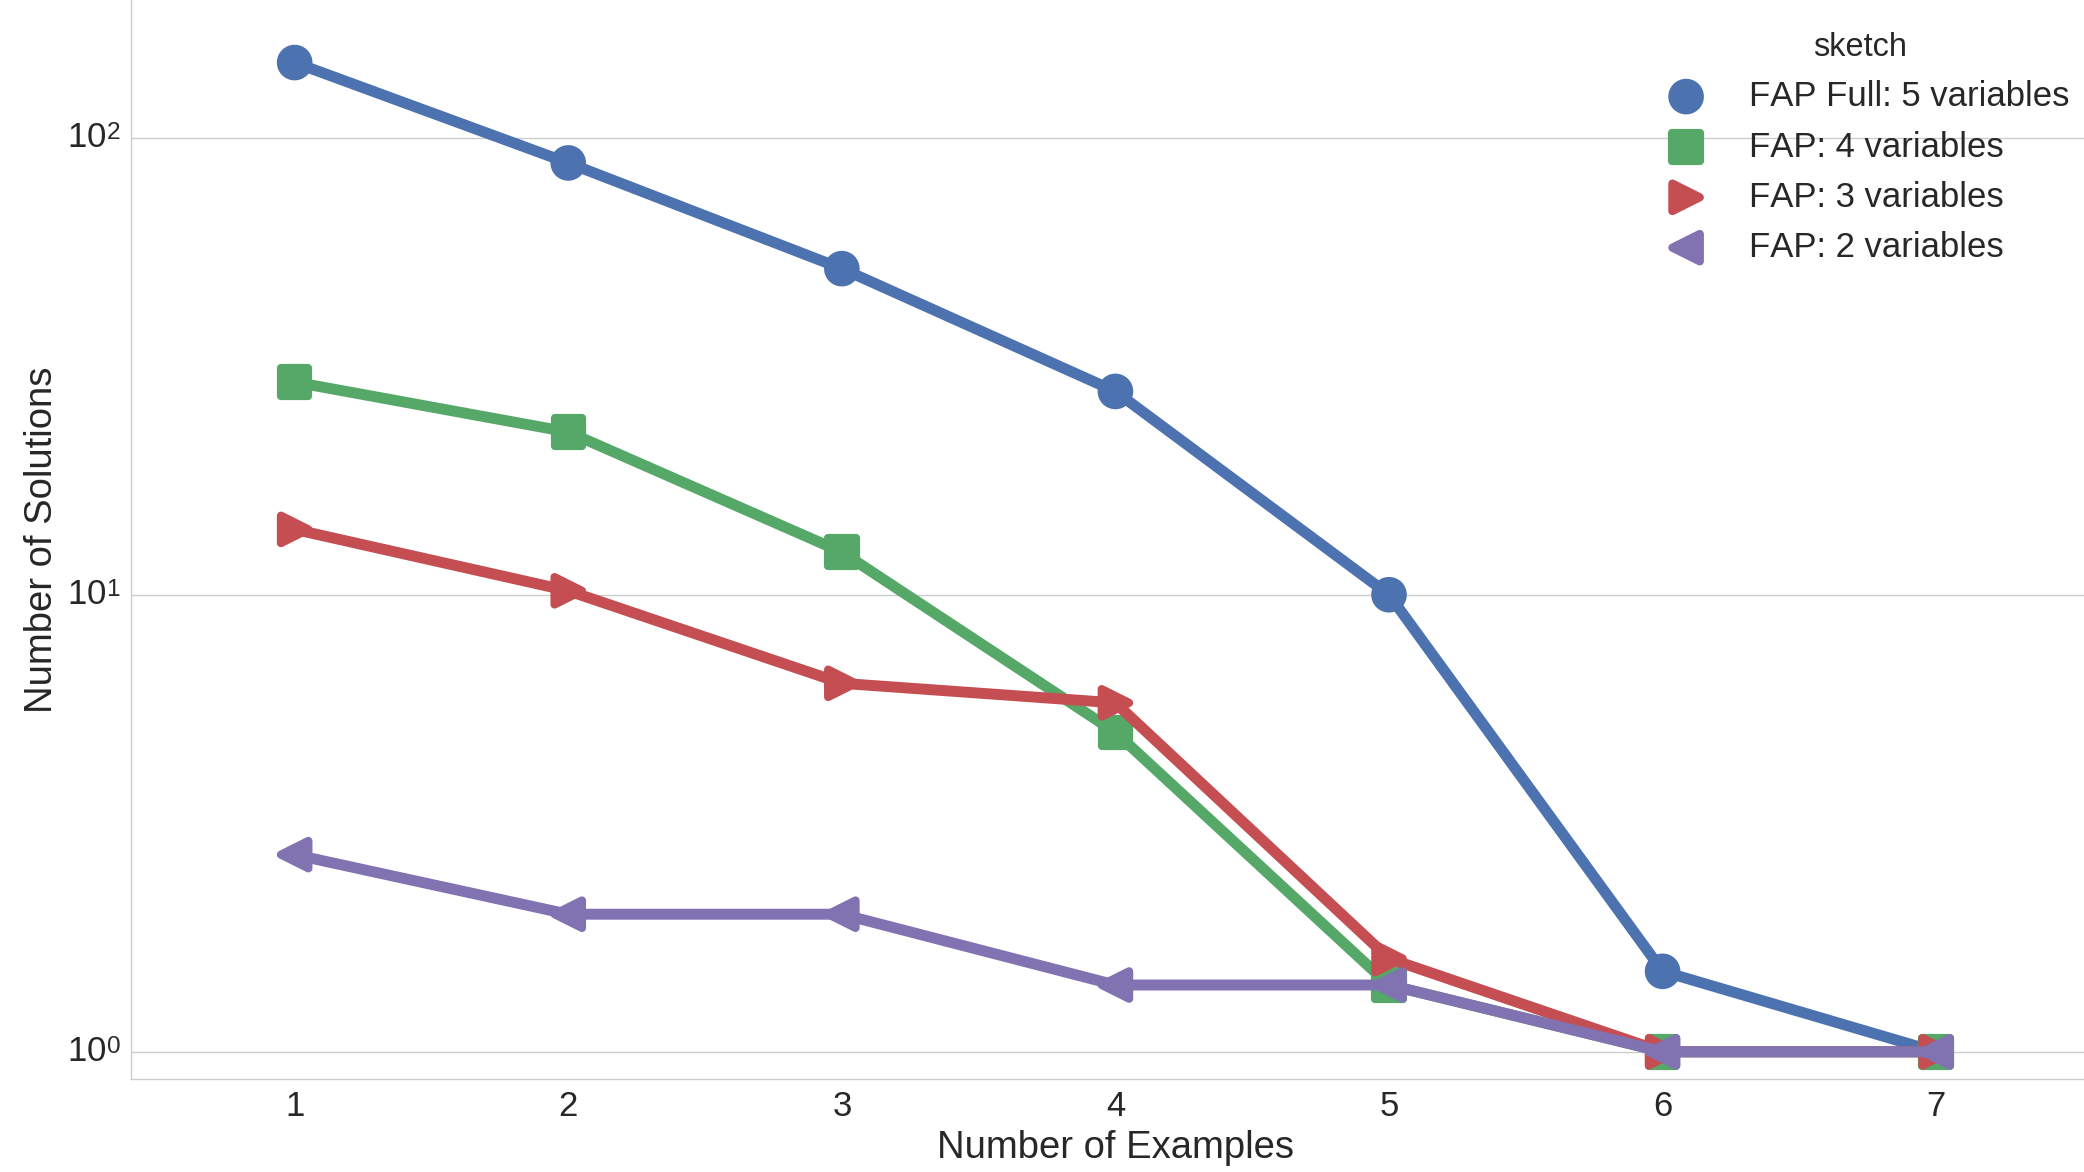 sketch
FAP Full: 5 variables
FAP: 4 variables
FAP: 3 variables
FAP: 2 variables
Number of Solutions
10²
10¹
10⁰
1 2 3 4 5 6 7
Number of Examples